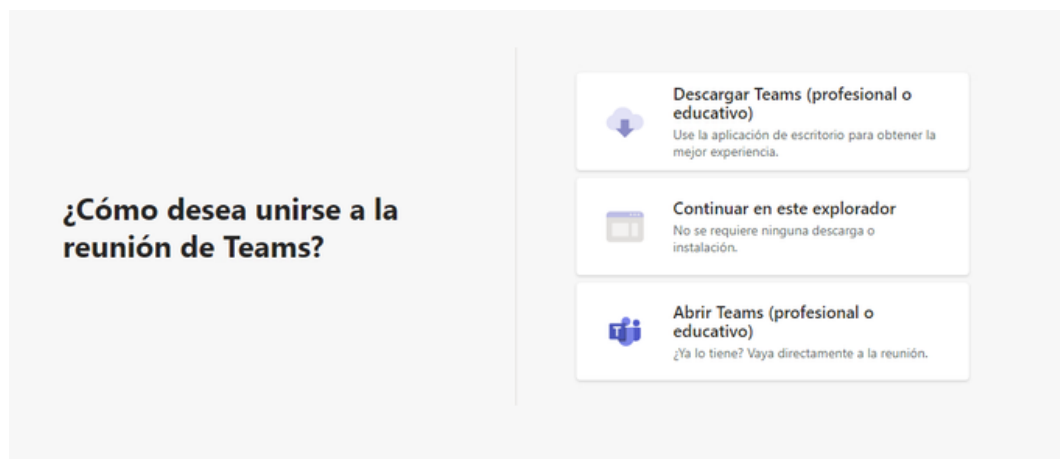 ¿Cómo desea unirse a la
reunión de Teams?
Descargar Teams (profesional o
educativo)
Use la aplicación de escritorio para obtener la
mejor experiencia.
Continuar en este explorador
No se requiere ninguna descarga o
instalación.
Abrir Teams (profesional o
educativo)
¿Ya lo tiene? Vaya directamente a la reunión.